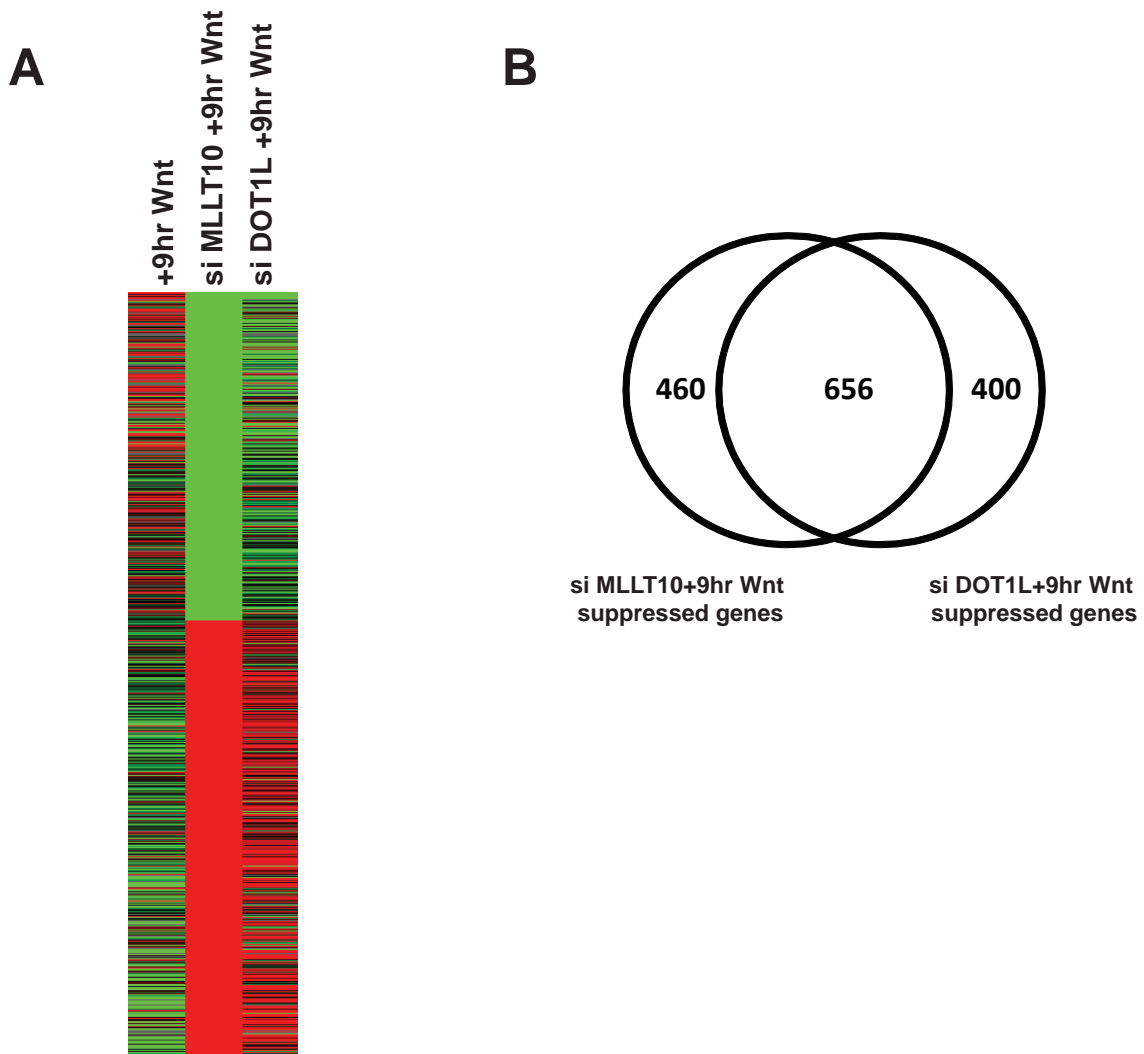 A
+9hr Wnt
si MLLT10 +9hr Wnt
si DOT1L +9hr Wnt
B
460
656
400
si MLLT10+9hr Wnt
suppressed genes
si DOT1L+9hr Wnt
suppressed genes